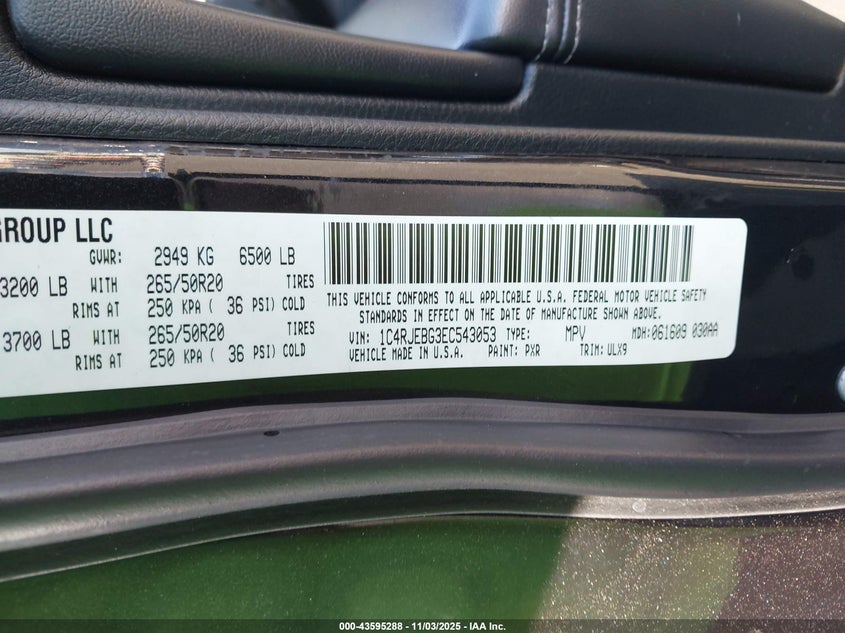 GROUP LLC
GVWR: 2949 KG 6500 LB
3200 LB WITH 265/50R20 TIRES
RIMS AT 250 KPA ( 36 PSI) COLD
3700 LB WITH 265/50R20 TIRES
RIMS AT 250 KPA ( 36 PSI) COLD
THIS VEHICLE CONFORMS TO ALL APPLICABLE U.S.A. FEDERAL MOTOR VEHICLE SAFETY
STANDARDS IN EFFECT ON THE DATE OF MANUFACTURE SHOWN ABOVE.
VIN: 1C4RJEBG3EC543053 TYPE: MPV MDH: 061609 030AA
VEHICLE MADE IN U.S.A. PAINT: PXR TRIM: ULX9
000-43595288 - 11/03/2025 - IAA Inc.